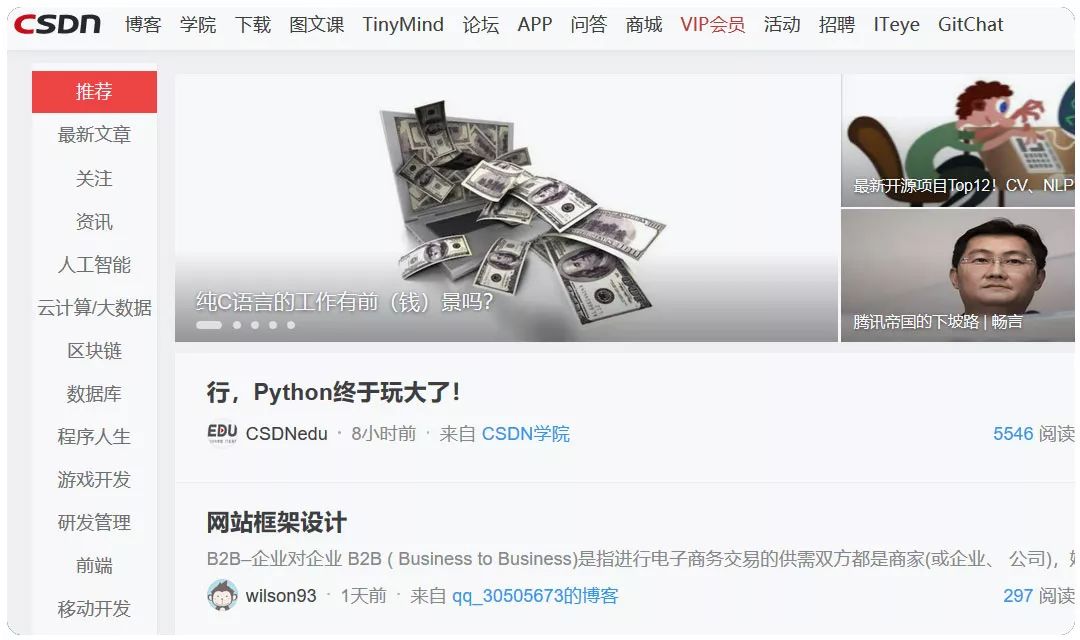 CSDN 博客 学院 下载 图文课 TinyMind 论坛 APP 问答 商城 VIP会员 活动 招聘 ITeye GitChat
推荐
最新文章
关注
资讯
人工智能
云计算/大数据
区块链
数据库
程序人生
游戏开发
研发管理
前端
移动开发
纯C语言的工作有前（钱）景吗?
最新开源项目Top12！CV、NLP
腾讯帝国的下坡路 | 畅言
行，Python终于玩大了！
EDU CSDNedu · 8小时前 · 来自 CSDN学院 5546 阅读
网站框架设计
B2B–企业对企业 B2B ( Business to Business)是指进行电子商务交易的供需双方都是商家(或企业、 公司)，
wilson93 · 1天前 · 来自 qq_30505673的博客 297 阅读